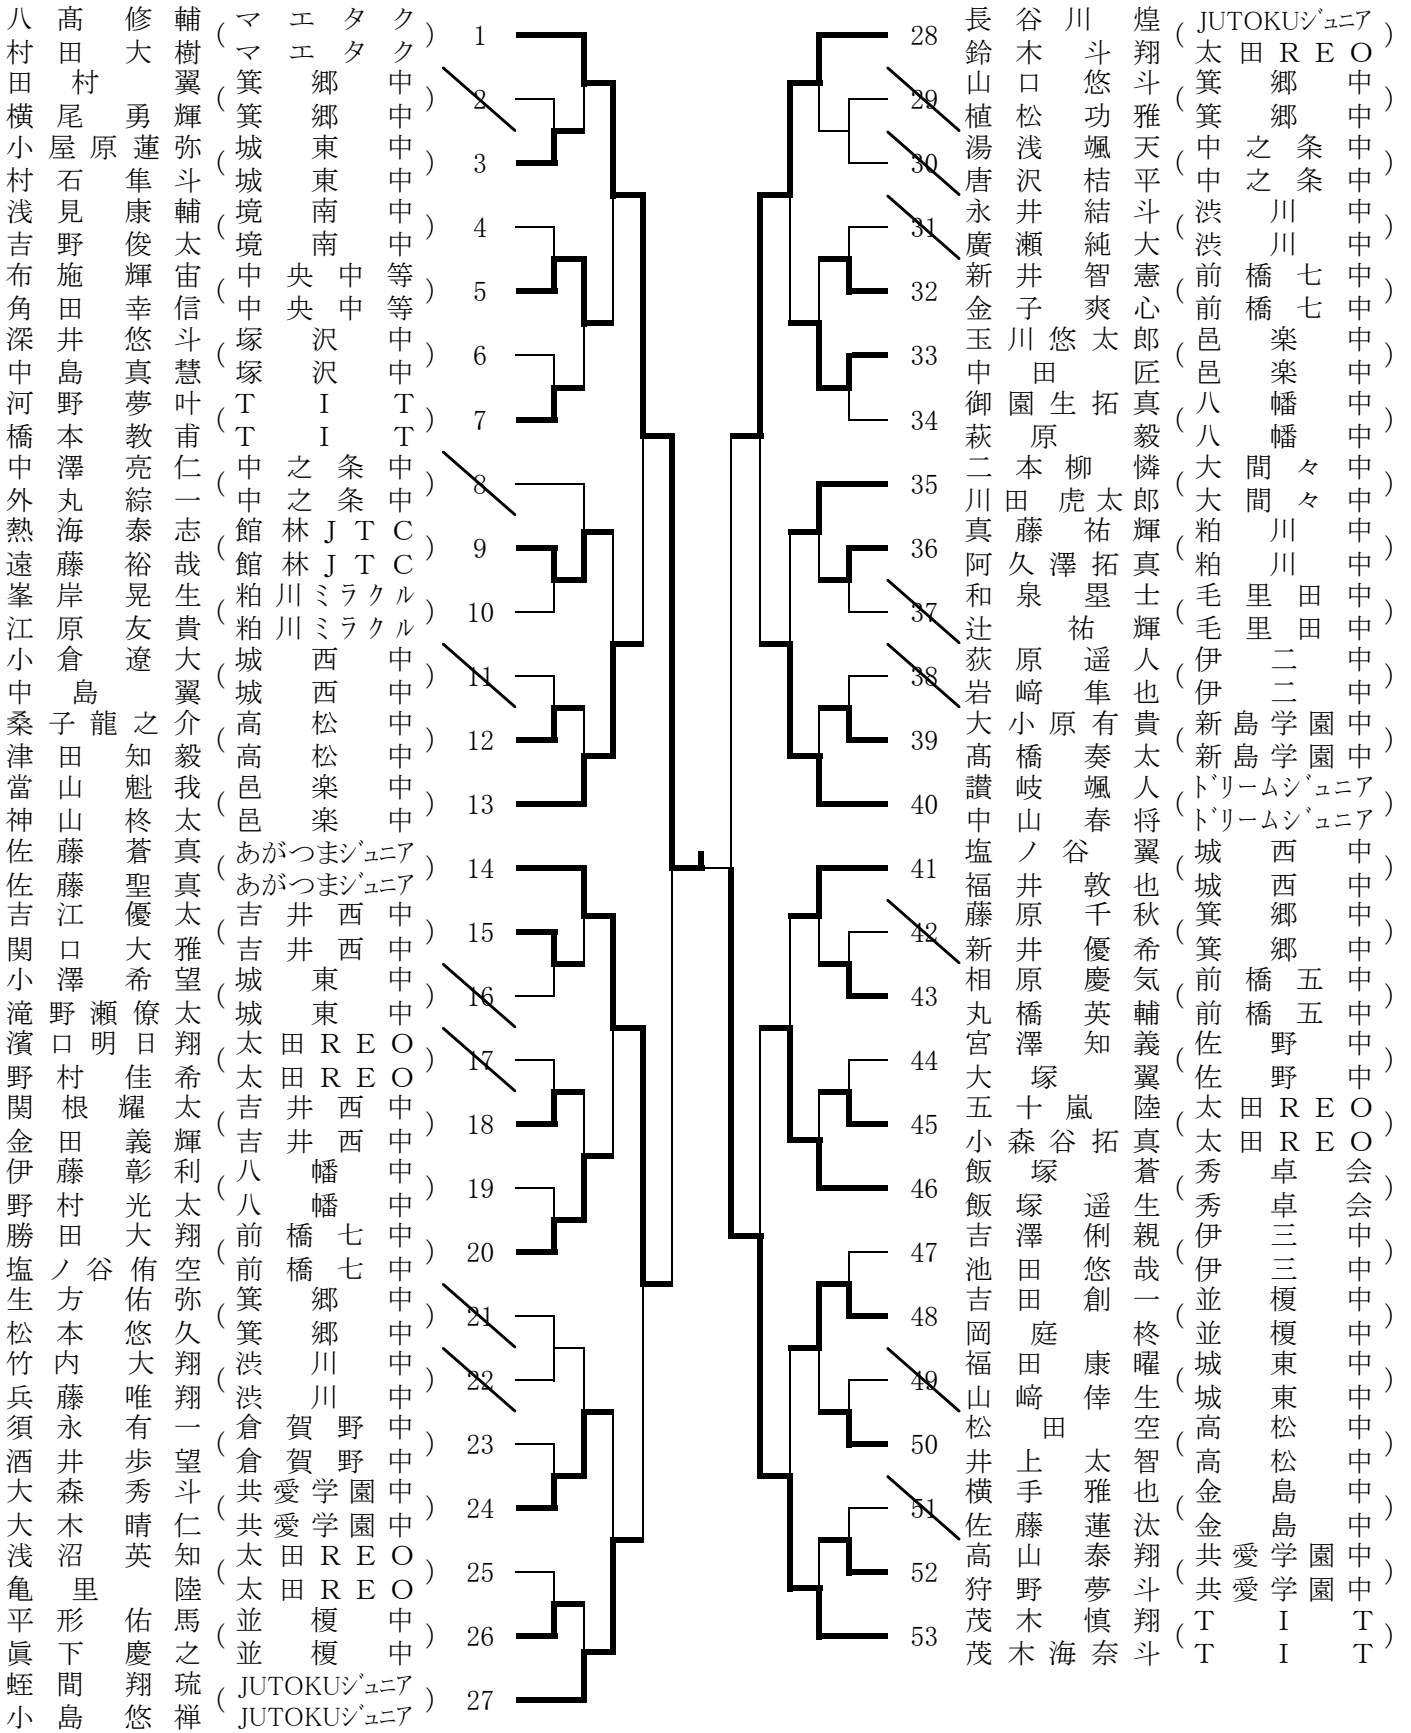 八髙修輔 (マエタク) 1
村田大樹 (マエタク)
田村翼 (箕郷中) 2
横尾勇輝 (箕郷中)
小屋原蓮弥 (城東中) 3
村石隼斗 (城東中)
浅見康輔 (境南中) 4
吉野俊太 (境南中)
布施輝宙 (中央中等) 5
角田幸信 (中央中等)
深井悠斗 (塚沢中) 6
中島真慧 (塚沢中)
河野夢叶 (TIT) 7
橋本教甫 (TIT)
中澤亮仁 (中之条中) 8
外丸綜一 (中之条中)
熱海泰志 (館林JTC) 9
遠藤裕哉 (館林JTC)
峯岸晃生 (粕川ミラクル) 10
江原友貴 (粕川ミラクル)
小倉遼大 (城西中) 11
中島翼 (城西中)
桑子龍之介 (高松中) 12
津田知毅 (高松中)
當山魁我 (邑楽中) 13
神山柊太 (邑楽中)
佐藤蒼真 (あがつまジュニア) 14
佐藤聖真 (あがつまジュニア)
吉江優太 (吉井西中) 15
関口大雅 (吉井西中)
小澤希望 (城東中) 16
滝野瀬僚太 (城東中)
濱口明日翔 (太田REO) 17
野村佳希 (太田REO)
関根耀太 (吉井西中) 18
金田義輝 (吉井西中)
伊藤彰利 (八幡中) 19
野村光太 (八幡中)
勝田大翔 (前橋七中) 20
塩ノ谷侑空 (前橋七中)
生方佑弥 (箕郷中) 21
松本悠久 (箕郷中)
竹内大翔 (渋川中) 22
兵藤唯翔 (渋川中)
須永有一 (倉賀野中) 23
酒井歩望 (倉賀野中)
大森秀斗 (共愛学園中) 24
大木晴仁 (共愛学園中)
浅沼英知 (太田REO) 25
亀里陸 (太田REO)
平形佑馬 (並榎中) 26
眞下慶之 (並榎中)
蛭間翔琉 (JUTOKUジュニア) 27
小島悠禅 (JUTOKUジュニア)
28 長谷川煌 (JUTOKUジュニア)
鈴木斗翔 (太田REO)
29 山口悠斗 (箕郷中)
植松功雅 (箕郷中)
30 湯浅颯天 (中之条中)
唐沢桔平 (中之条中)
31 永井結斗 (渋川中)
廣瀬純大 (渋川中)
32 新井智憲 (前橋七中)
金子爽心 (前橋七中)
33 玉川悠太郎 (邑楽中)
中田匠 (邑楽中)
34 御園生拓真 (八幡中)
萩原毅 (八幡中)
35 二本柳憐 (大間々中)
川田虎太郎 (大間々中)
36 真藤祐輝 (粕川中)
阿久澤拓真 (粕川中)
37 和泉塁士 (毛里田中)
辻祐輝 (毛里田中)
38 荻原遥人 (伊二中)
岩﨑隼也 (伊二中)
39 大小原有貴 (新島学園中)
髙橋奏太 (新島学園中)
40 讃岐颯人 (ドリームジュニア)
中山春将 (ドリームジュニア)
41 塩ノ谷翼 (城西中)
福井敦也 (城西中)
42 藤原千秋 (箕郷中)
新井優希 (箕郷中)
43 相原慶気 (前橋五中)
丸橋英輔 (前橋五中)
44 宮澤知義 (佐野中)
大塚翼 (佐野中)
45 五十嵐陸 (太田REO)
小森谷拓真 (太田REO)
46 飯塚蒼 (秀卓会)
飯塚遥生 (秀卓会)
47 吉澤俐親 (伊三中)
池田悠哉 (伊三中)
48 吉田創一 (並榎中)
岡庭柊 (並榎中)
49 福田康曜 (城東中)
山﨑倖生 (城東中)
50 松田空 (高松中)
井上太智 (高松中)
51 横手雅也 (金島中)
佐藤蓮汰 (金島中)
52 高山泰翔 (共愛学園中)
狩野夢斗 (共愛学園中)
53 茂木慎翔 (TIT)
茂木海奈斗 (TIT)